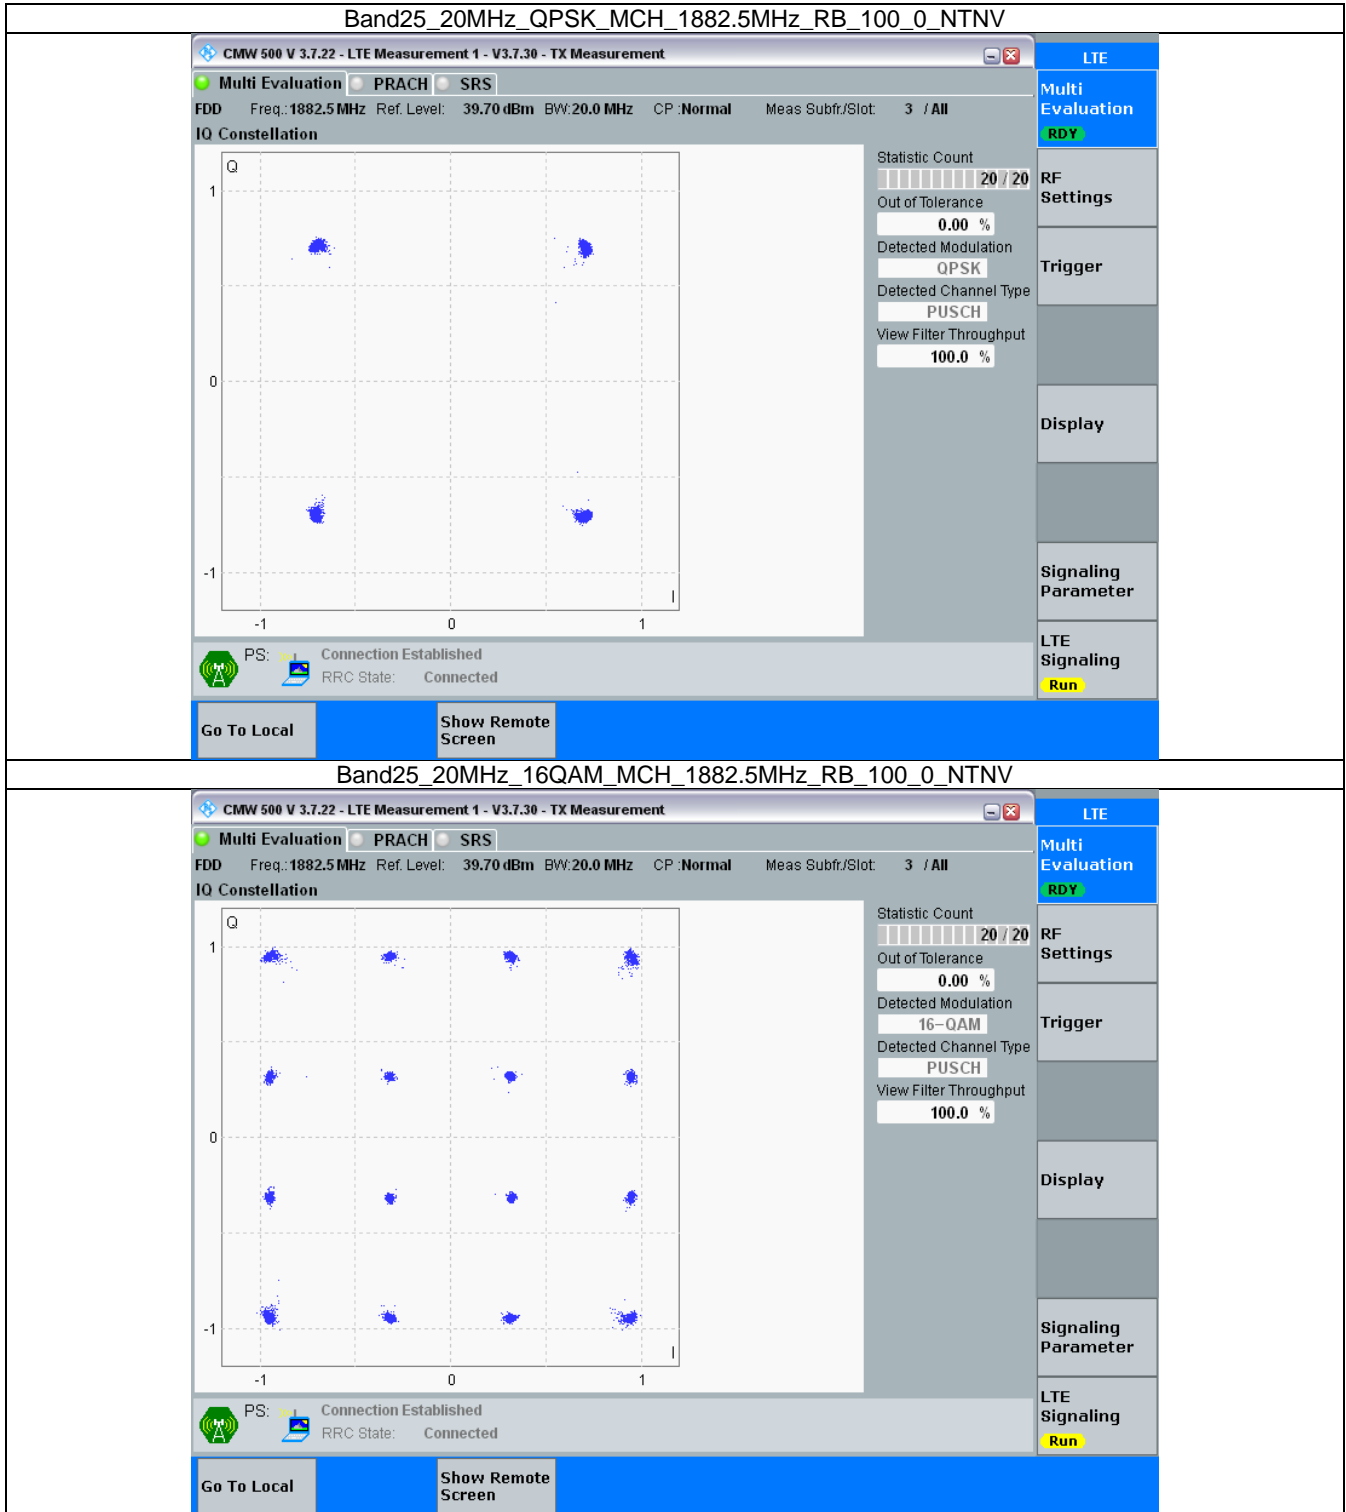 Band25_20MHz_QPSK_MCH_1882.5MHz_RB_100_0_NTNV
CMW 500 V 3.7.22 - LTE Measurement 1 - V3.7.30 - TX Measurement
LTE
Multi Evaluation PRACH SRS
Multi
Evaluation
RDY
FDD Freq.: 1882.5 MHz Ref. Level: 39.70 dBm BW: 20.0 MHz CP : Normal Meas Subfr./Slot: 3 / All
IQ Constellation
Q
1
0
-1
I
-1 0 1
Statistic Count
20 / 20
Out of Tolerance
0.00 %
Detected Modulation
QPSK
Detected Channel Type
PUSCH
View Filter Throughput
100.0 %
RF
Settings
Trigger
Display
Signaling
Parameter
LTE
Signaling
Run
PS: Connection Established
RRC State: Connected
Go To Local
Show Remote
Screen
Band25_20MHz_16QAM_MCH_1882.5MHz_RB_100_0_NTNV
CMW 500 V 3.7.22 - LTE Measurement 1 - V3.7.30 - TX Measurement
LTE
Multi Evaluation PRACH SRS
Multi
Evaluation
RDY
FDD Freq.: 1882.5 MHz Ref. Level: 39.70 dBm BW: 20.0 MHz CP : Normal Meas Subfr./Slot: 3 / All
IQ Constellation
Q
1
0
-1
I
-1 0 1
Statistic Count
20 / 20
Out of Tolerance
0.00 %
Detected Modulation
16-QAM
Detected Channel Type
PUSCH
View Filter Throughput
100.0 %
RF
Settings
Trigger
Display
Signaling
Parameter
LTE
Signaling
Run
PS: Connection Established
RRC State: Connected
Go To Local
Show Remote
Screen